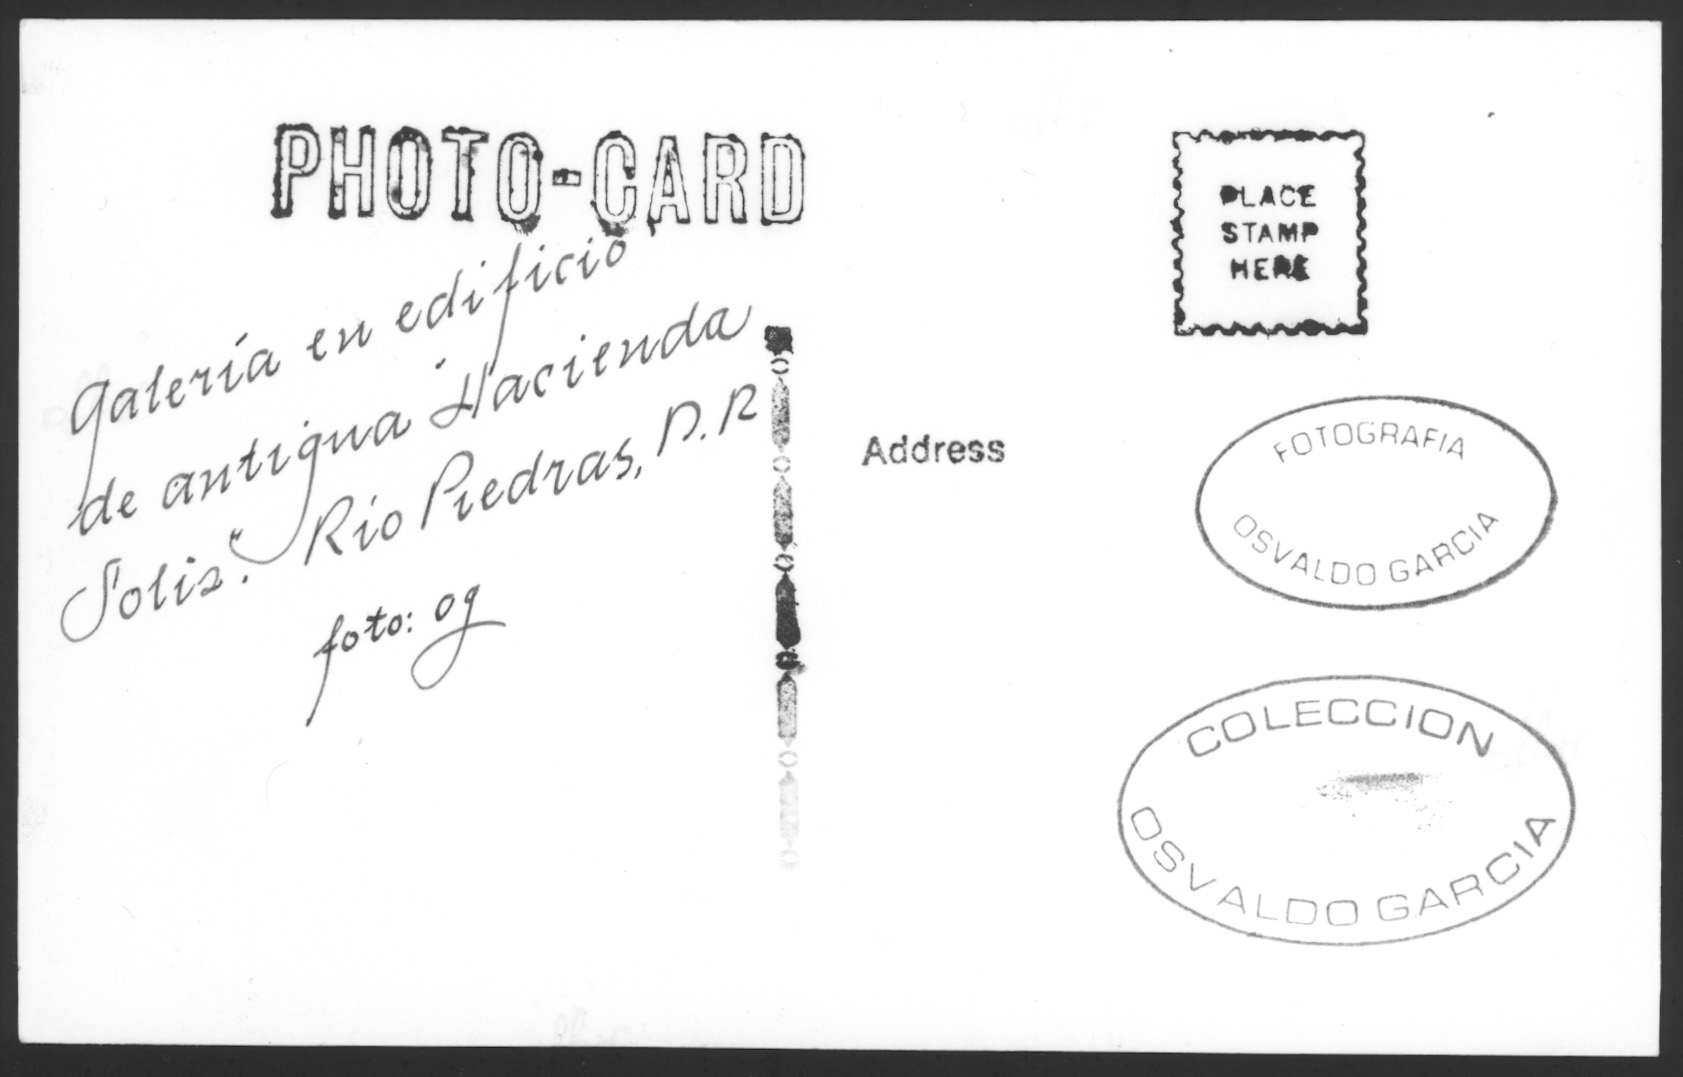 PHOTO-CARD
Galería en edificio
de antigua "Hacienda
Solis". Río Piedras, P.R
foto: og
PLACE
STAMP
HERE
Address
FOTOGRAFIA
OSVALDO GARCIA
COLECCION
OSVALDO GARCIA